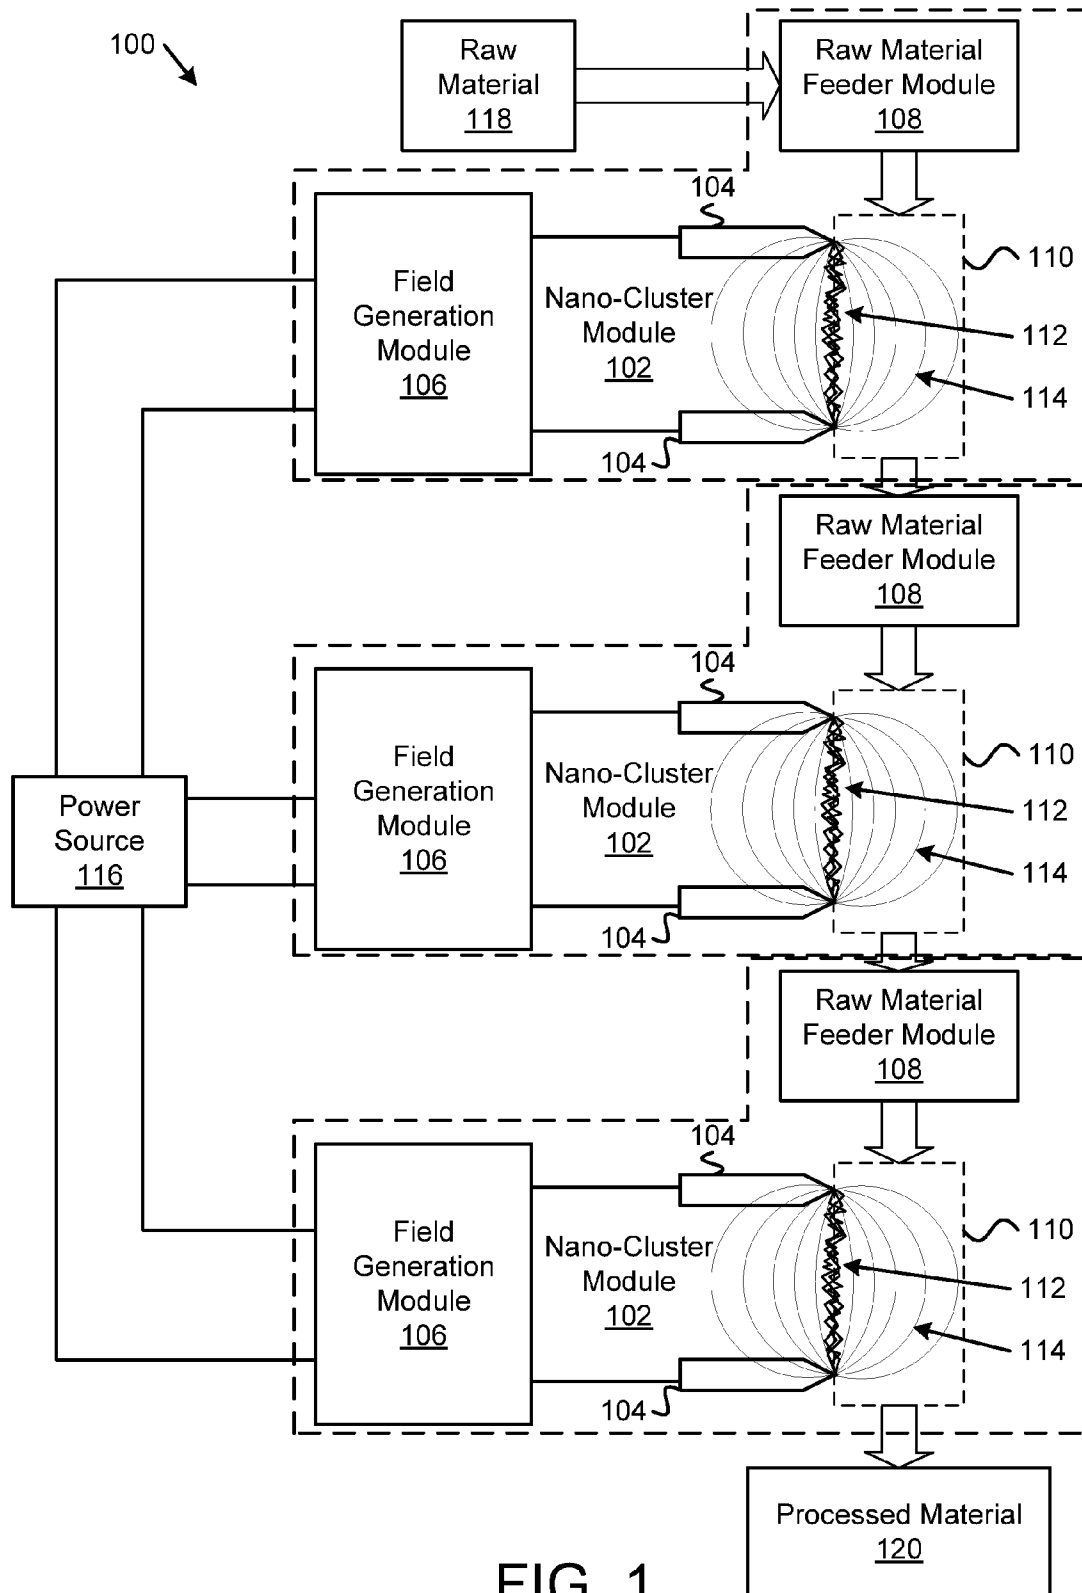 100
Raw
Material
118
Raw Material
Feeder Module
108
104
110
Field
Generation
Module
106
Nano-Cluster
Module
102
112
114
104
Raw Material
Feeder Module
108
104
110
Field
Generation
Module
106
Nano-Cluster
Module
102
112
114
104
Power
Source
116
Raw Material
Feeder Module
108
104
110
Field
Generation
Module
106
Nano-Cluster
Module
102
112
114
104
Processed Material
120
FIG. 1